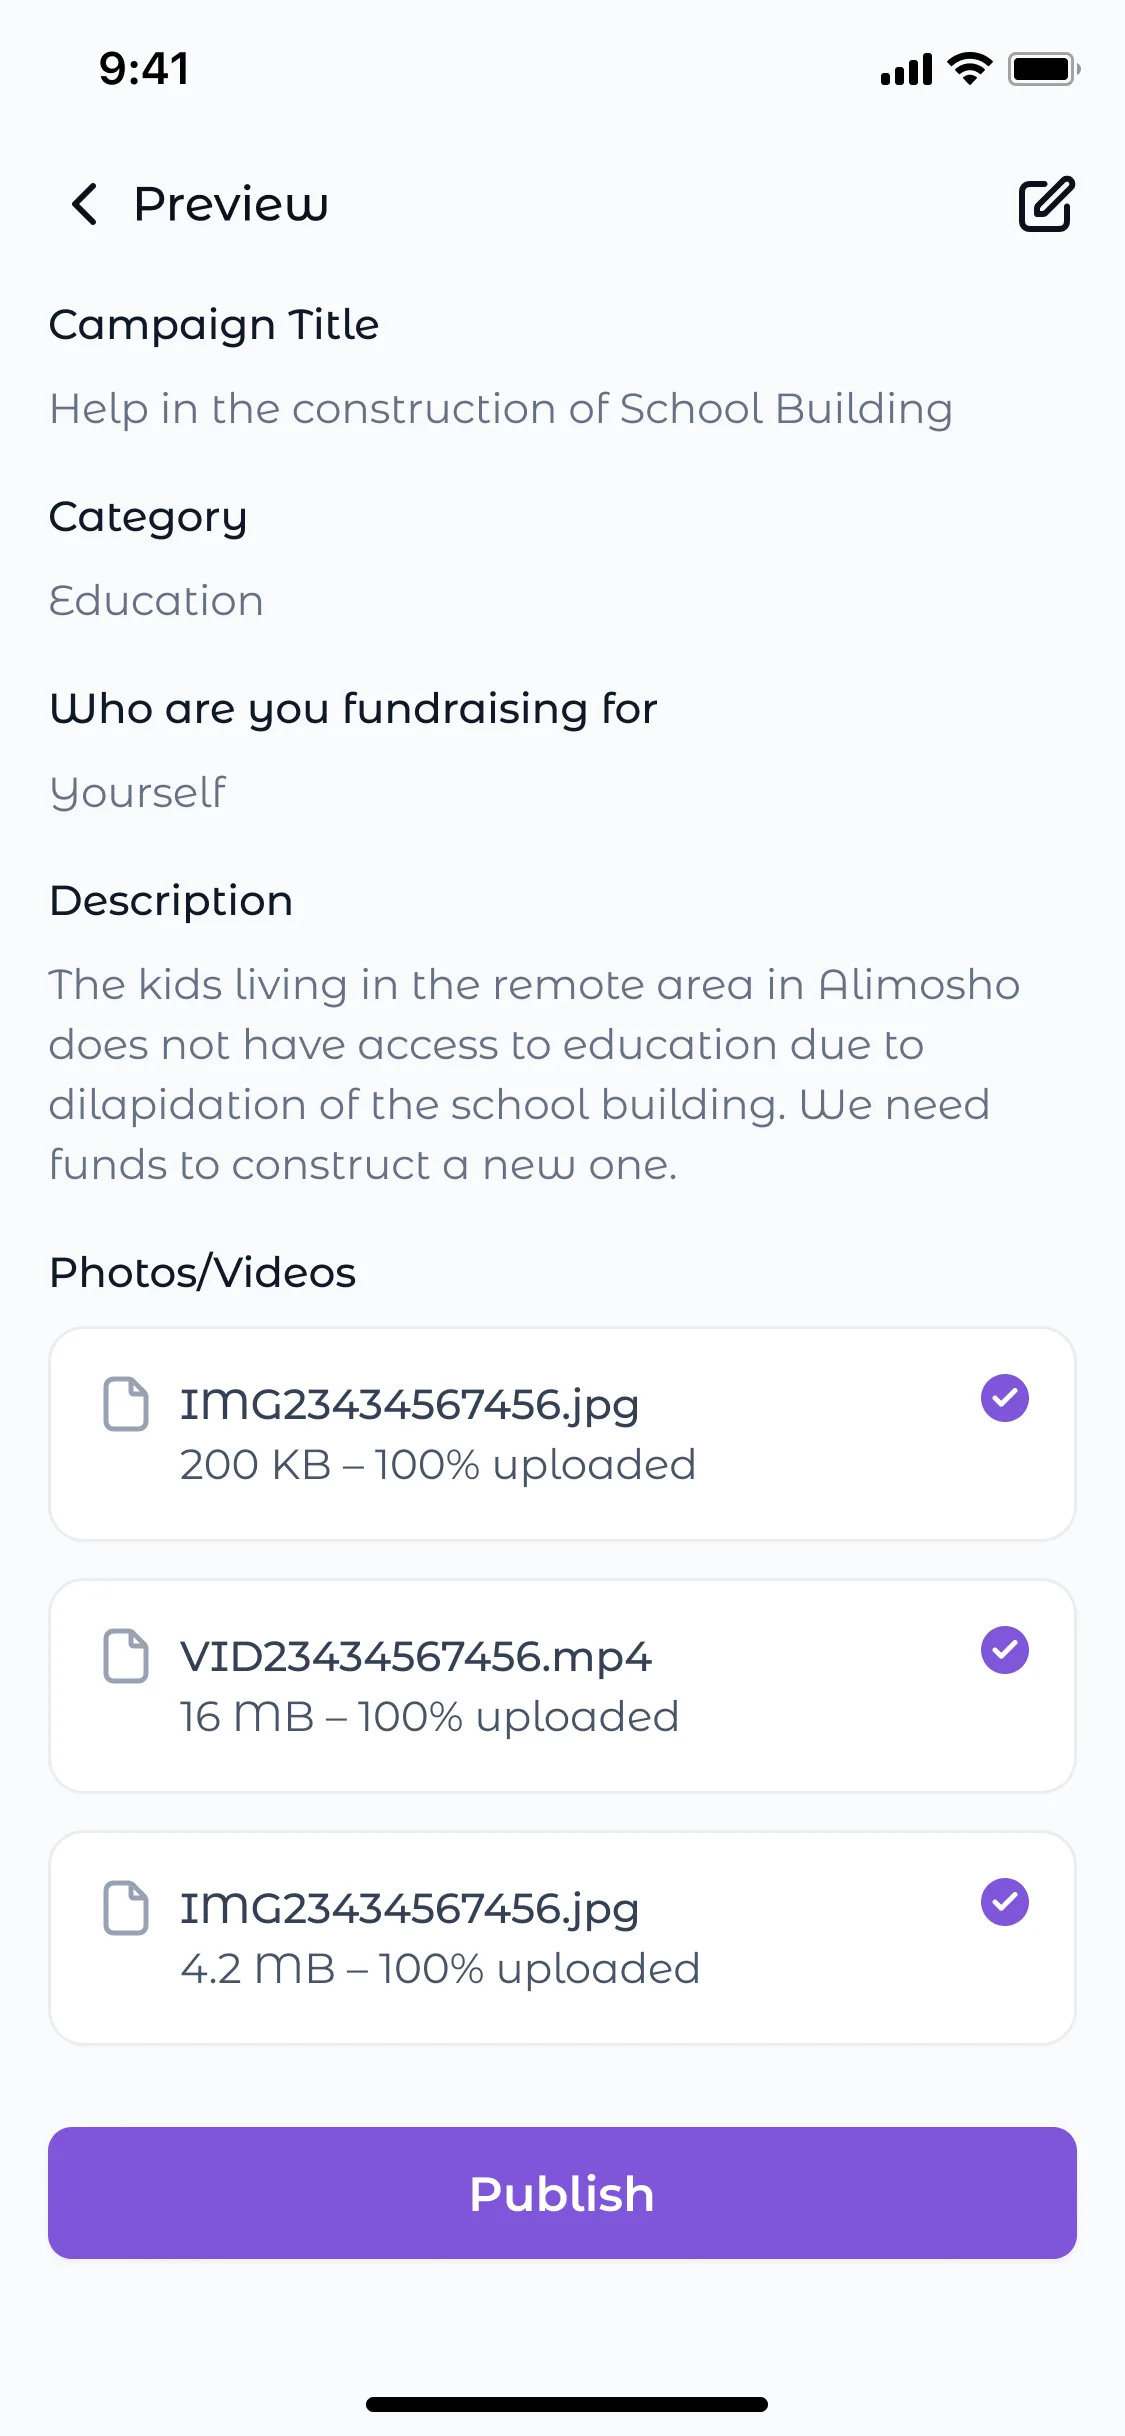 9:41
Preview
Campaign Title
Help in the construction of School Building
Category
Education
Who are you fundraising for
Yourself
Description
The kids living in the remote area in Alimosho
does not have access to education due to
dilapidation of the school building. We need
funds to construct a new one.
Photos/Videos
IMG23434567456.jpg
200 KB – 100% uploaded
VID23434567456.mp4
16 MB – 100% uploaded
IMG23434567456.jpg
4.2 MB – 100% uploaded
Publish